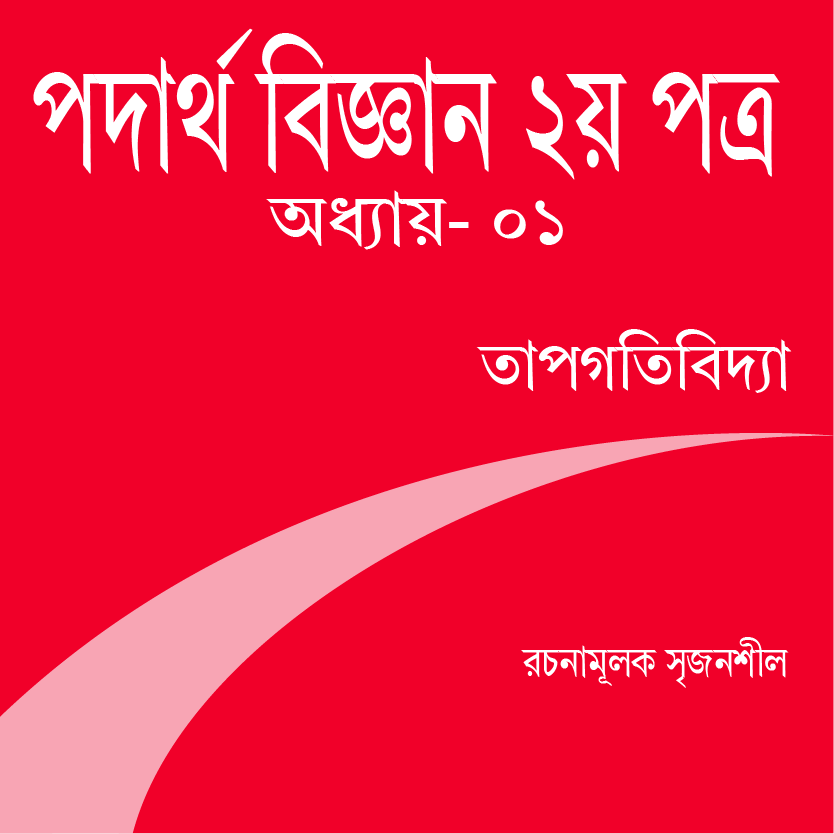 পদার্থ বিজ্ঞান ২য় পত্র
অধ্যায়- ০১
তাপগতিবিদ্যা
রচনামূলক সৃজনশীল